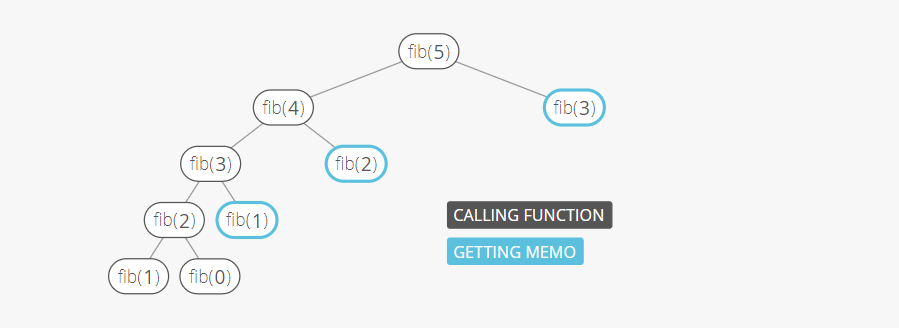 fib(5)
fib(4)
fib(3)
fib(3)
fib(2)
fib(2)
fib(1)
CALLING FUNCTION
GETTING MEMO
fib(1)
fib(0)